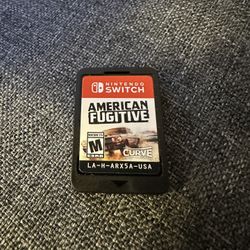 NINTENDO
SWITCH
AMERICAN
FUGITIVE
M
CURVE
LA-H-ARX5A-USA